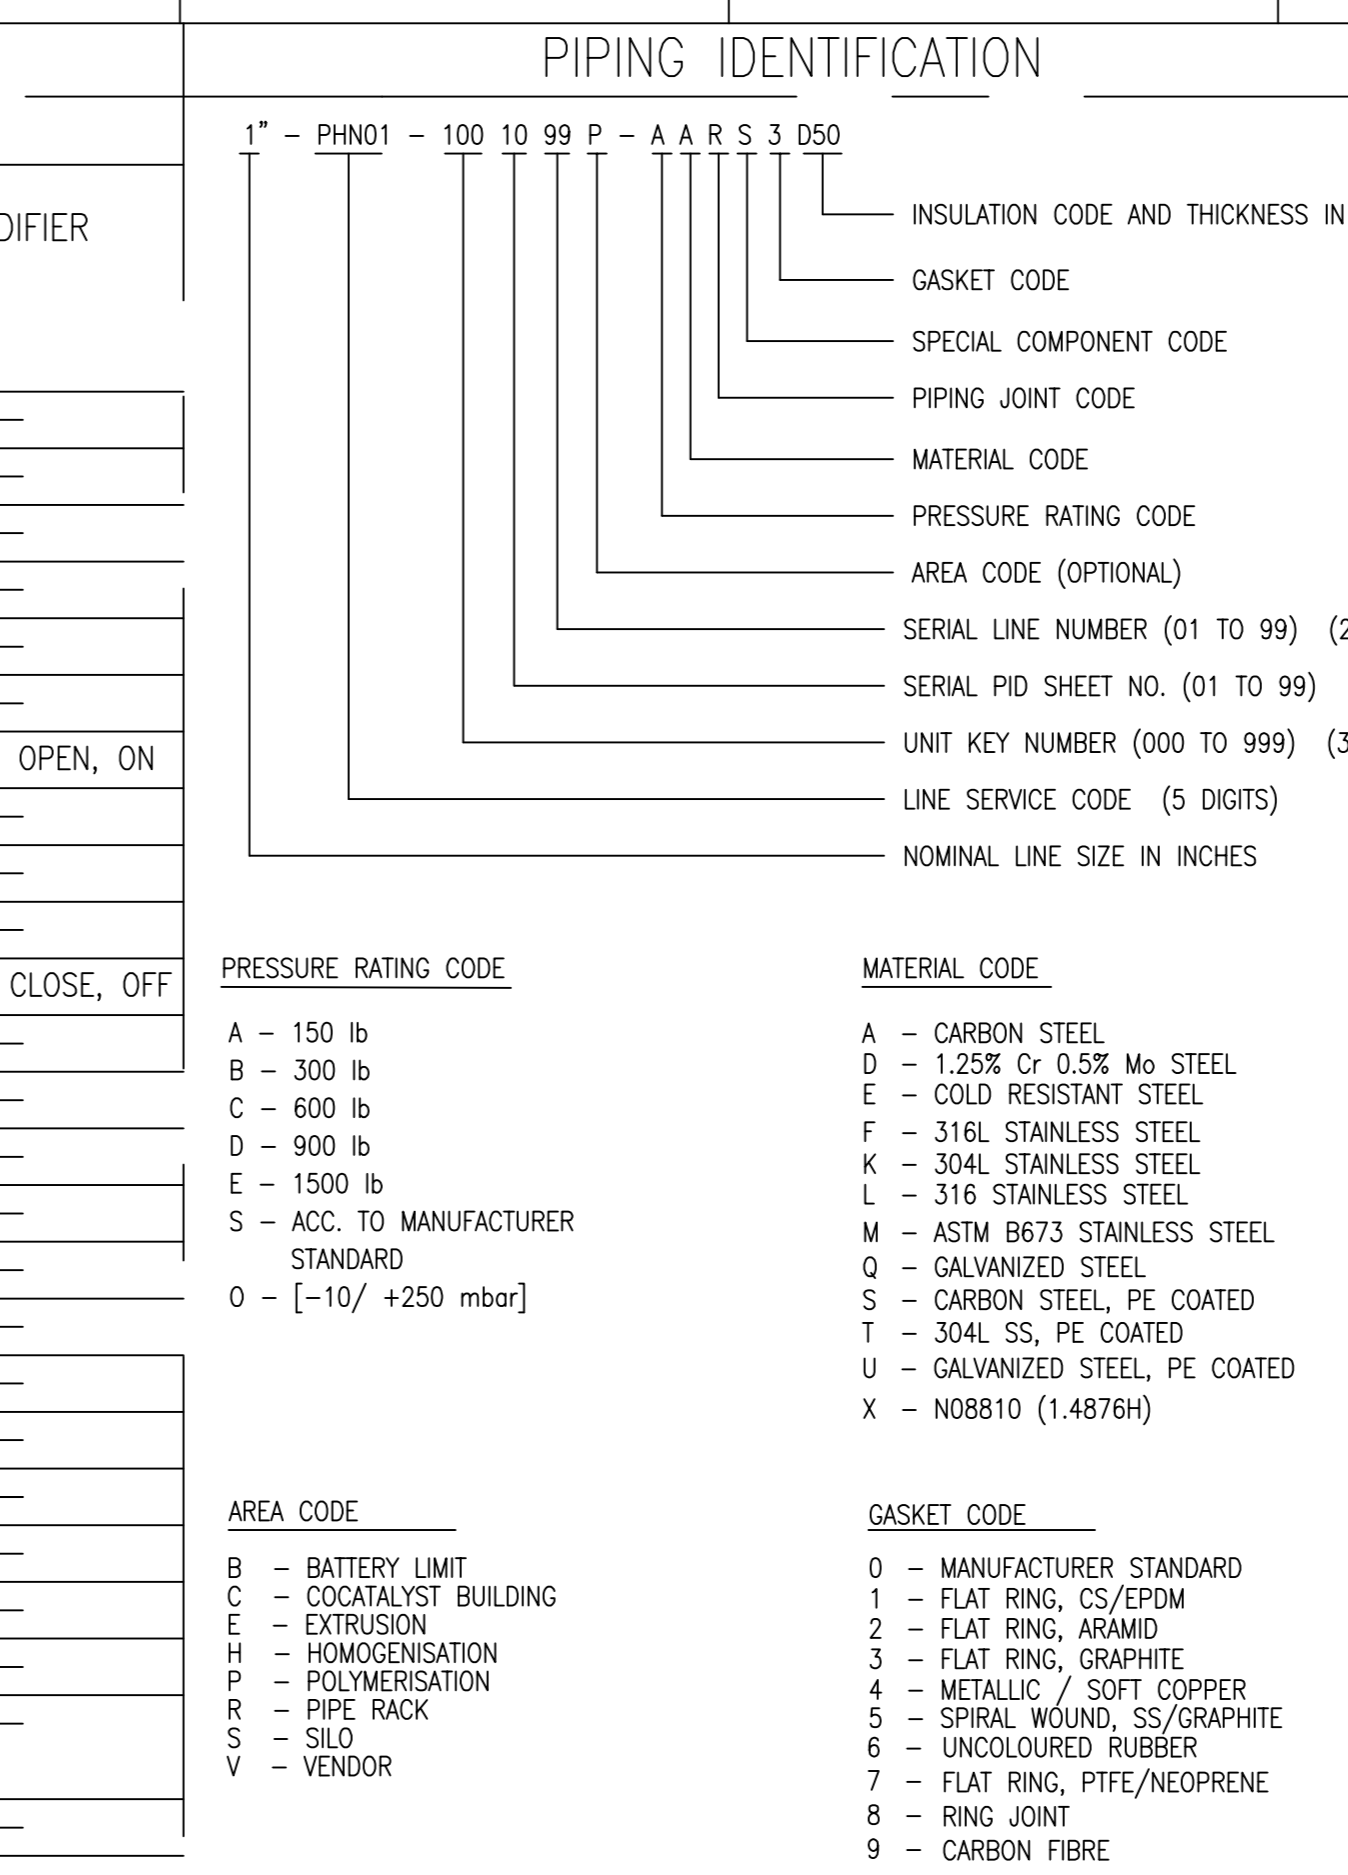 PIPING IDENTIFICATION
1” – PHN01 – 100 10 99 P – A A R S 3 D50
INSULATION CODE AND THICKNESS IN
GASKET CODE
SPECIAL COMPONENT CODE
PIPING JOINT CODE
MATERIAL CODE
PRESSURE RATING CODE
AREA CODE (OPTIONAL)
SERIAL LINE NUMBER (01 TO 99) (2
SERIAL PID SHEET NO. (01 TO 99)
UNIT KEY NUMBER (000 TO 999) (3
LINE SERVICE CODE (5 DIGITS)
NOMINAL LINE SIZE IN INCHES
DIFIER
OPEN, ON
CLOSE, OFF
PRESSURE RATING CODE
A – 150 lb
B – 300 lb
C – 600 lb
D – 900 lb
E – 1500 lb
S – ACC. TO MANUFACTURER
STANDARD
0 – [–10/ +250 mbar]
MATERIAL CODE
A – CARBON STEEL
D – 1.25% Cr 0.5% Mo STEEL
E – COLD RESISTANT STEEL
F – 316L STAINLESS STEEL
K – 304L STAINLESS STEEL
L – 316 STAINLESS STEEL
M – ASTM B673 STAINLESS STEEL
Q – GALVANIZED STEEL
S – CARBON STEEL, PE COATED
T – 304L SS, PE COATED
U – GALVANIZED STEEL, PE COATED
X – N08810 (1.4876H)
AREA CODE
B – BATTERY LIMIT
C – COCATALYST BUILDING
E – EXTRUSION
H – HOMOGENISATION
P – POLYMERISATION
R – PIPE RACK
S – SILO
V – VENDOR
GASKET CODE
0 – MANUFACTURER STANDARD
1 – FLAT RING, CS/EPDM
2 – FLAT RING, ARAMID
3 – FLAT RING, GRAPHITE
4 – METALLIC / SOFT COPPER
5 – SPIRAL WOUND, SS/GRAPHITE
6 – UNCOLOURED RUBBER
7 – FLAT RING, PTFE/NEOPRENE
8 – RING JOINT
9 – CARBON FIBRE